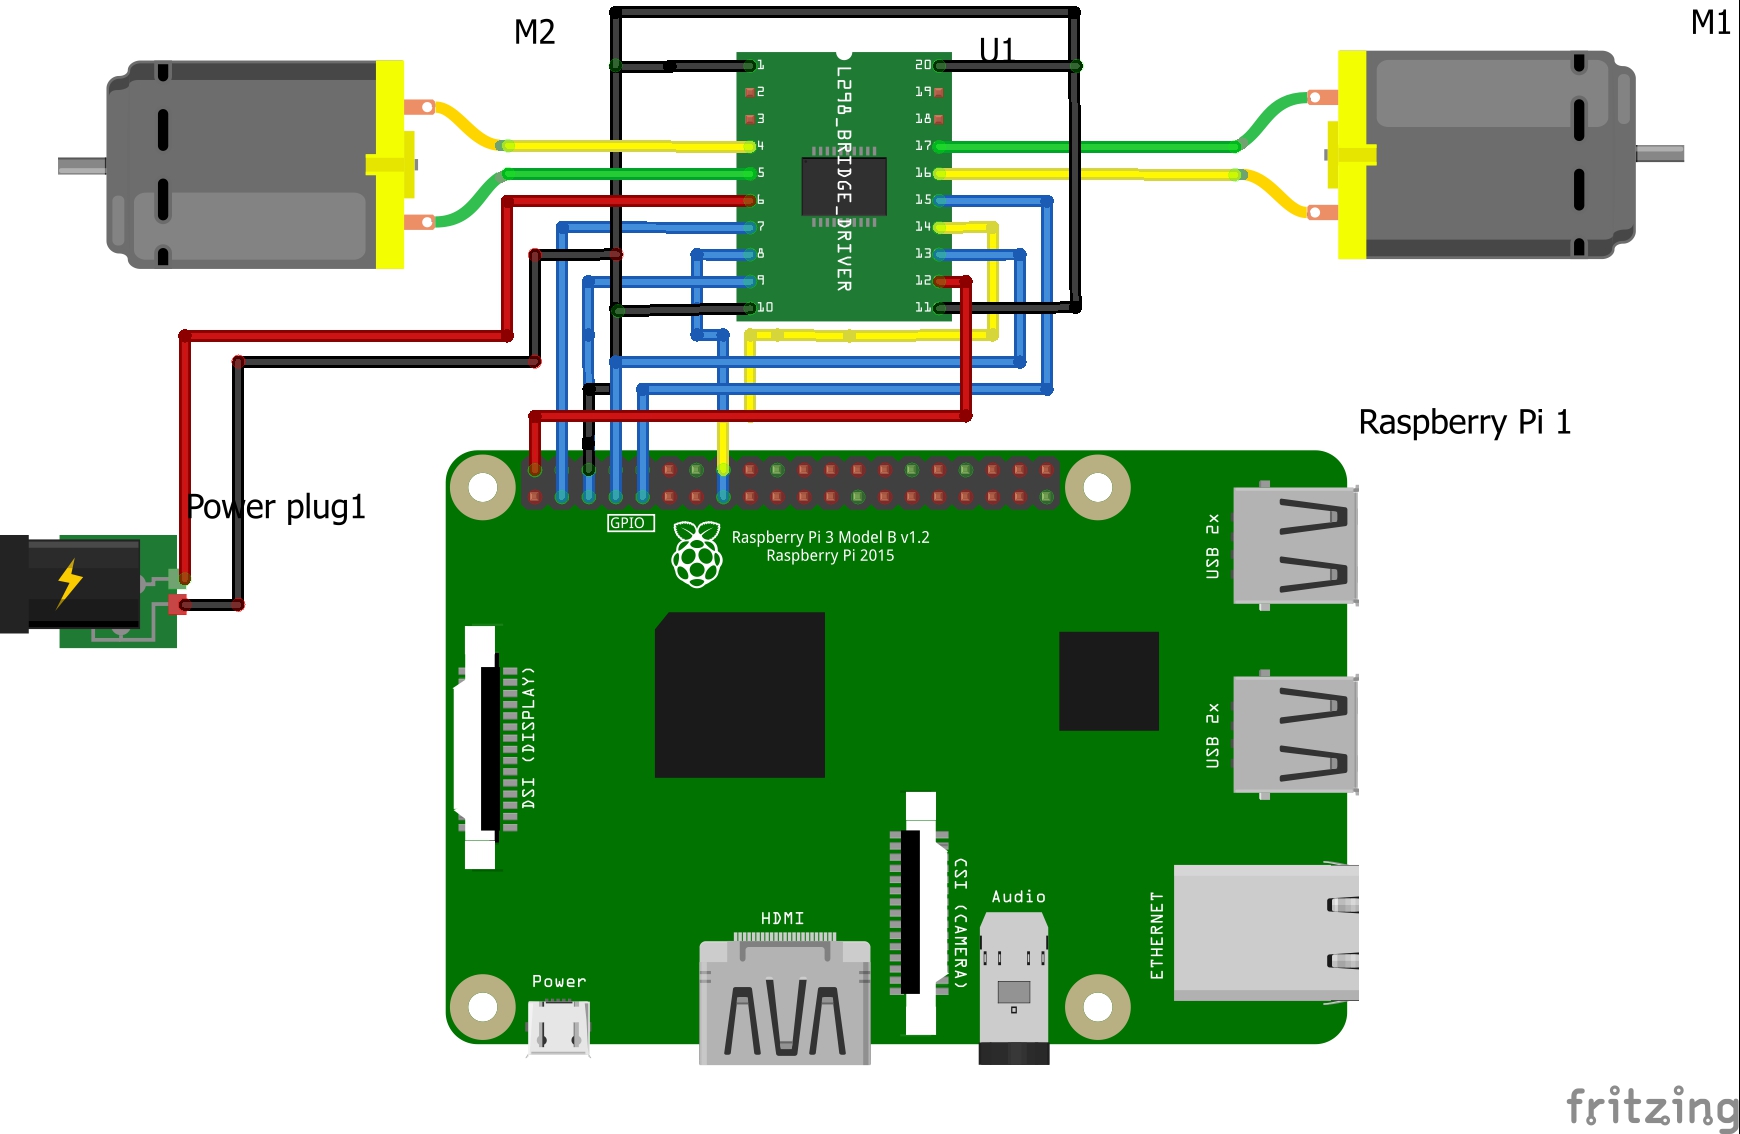 M2
U1
M1
1
2
3
4
5
6
7
8
9
10
L298_BRIDGE_DRIVER
20
19
18
17
16
15
14
13
12
11
Raspberry Pi 1
Power plug1
GPIO
Raspberry Pi 3 Model B v1.2
Raspberry Pi 2015
USB 2x
USB 2x
DSI (DISPLAY)
CSI (CAMERA)
Audio
ETHERNET
HDMI
Power
fritzing